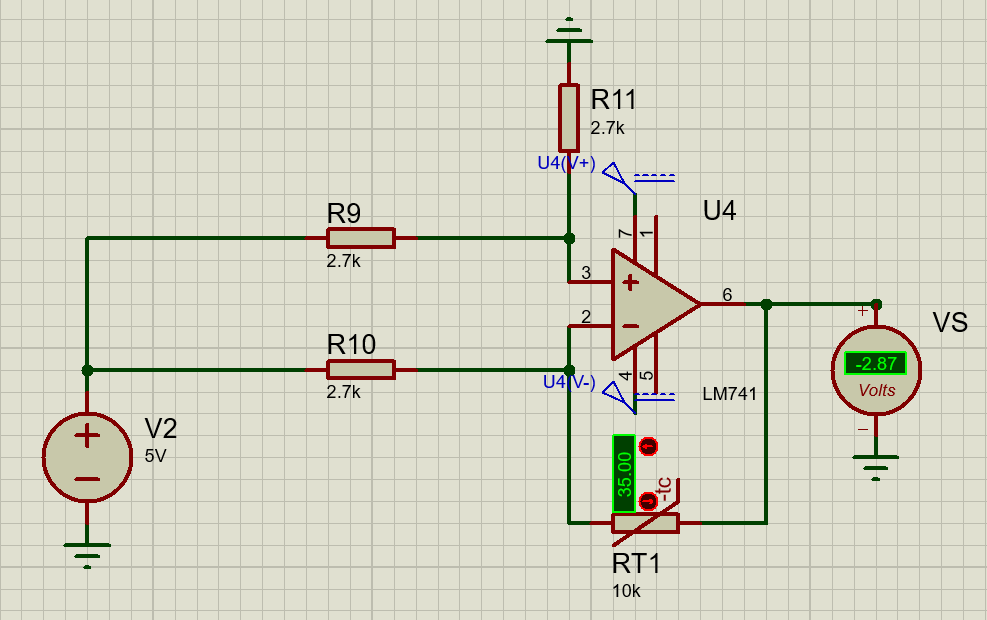 R11
2.7k
U4(V+)
U4
7
1
R9
2.7k
3
+
6
2
−
VS
+
-2.87
Volts
−
R10
2.7k
U4(V-)
4
5
LM741
V2
5V
+
−
35.00
-tc
RT1
10k